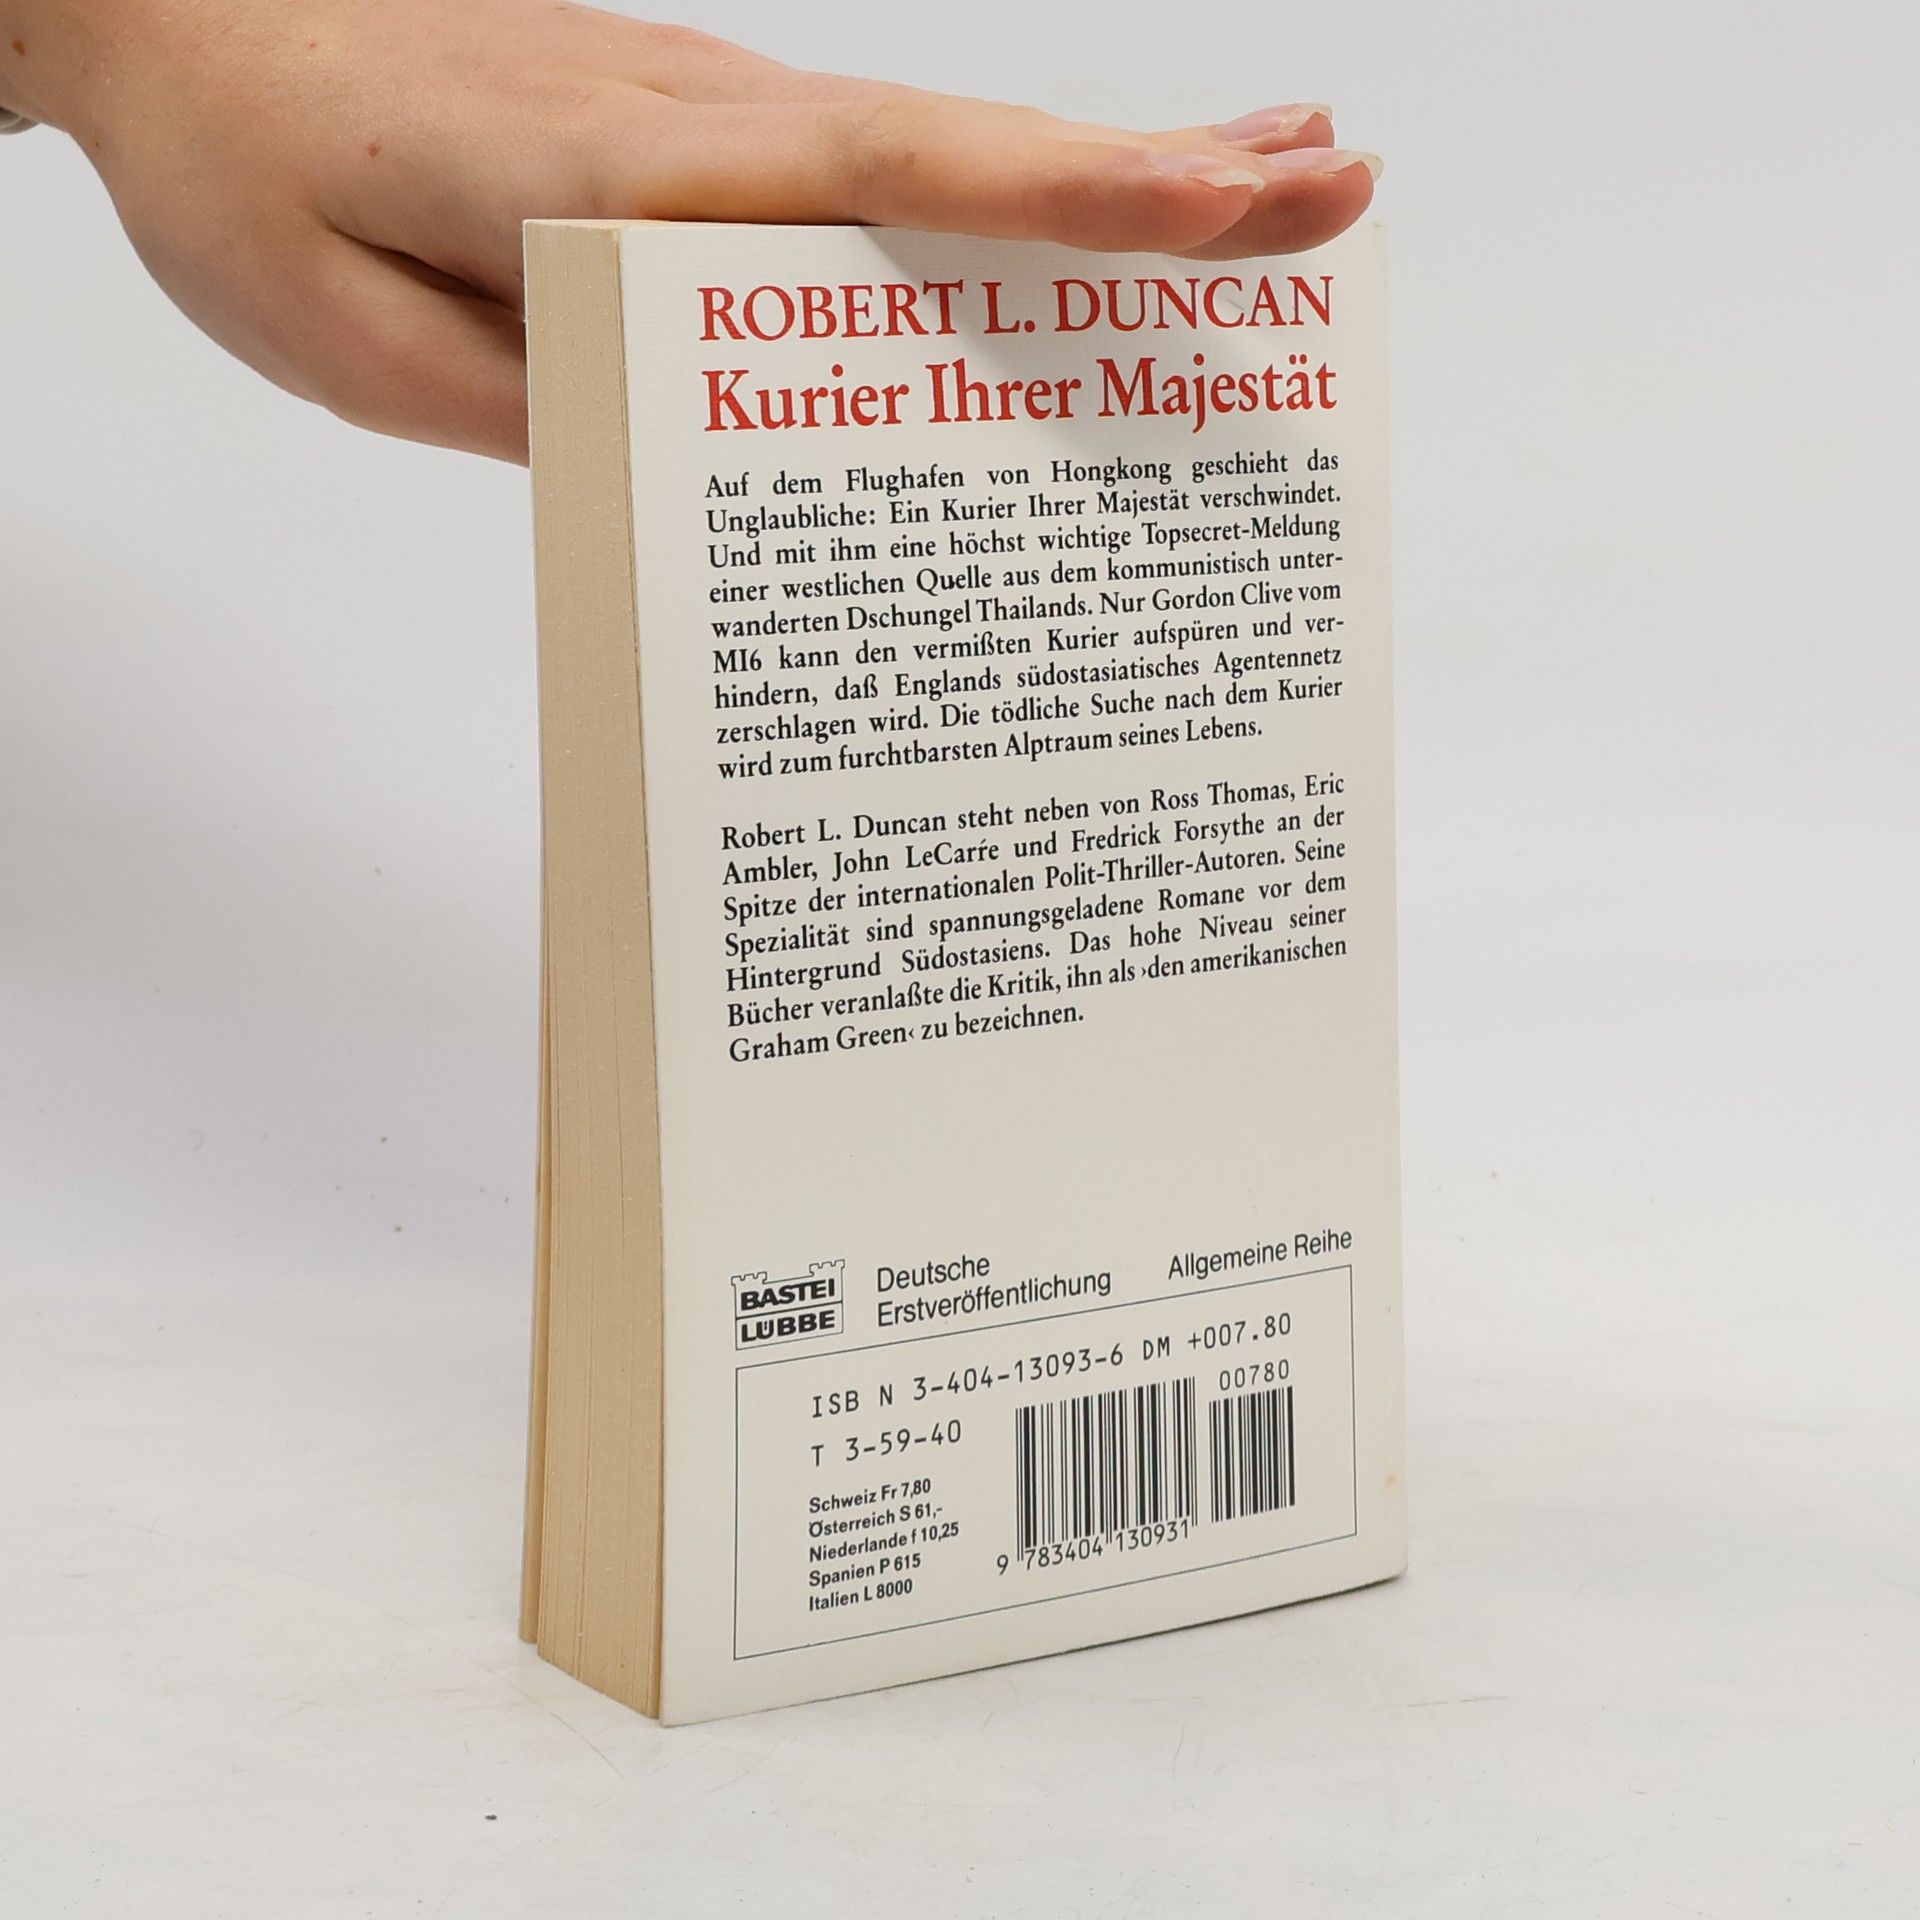 ROBERT L. DUNCAN
Kurier Ihrer Majestät
Auf dem Flughafen von Hongkong geschieht das
Unglaubliche: Ein Kurier Ihrer Majestät verschwindet.
Und mit ihm eine höchst wichtige Topsecret-Meldung
einer westlichen Quelle aus dem kommunistisch unter-
wanderten Dschungel Thailands. Nur Gordon Clive vom
MI6 kann den vermißten Kurier aufspüren und ver-
hindern, daß Englands südostasiatisches Agentennetz
zerschlagen wird. Die tödliche Suche nach dem Kurier
wird zum furchtbarsten Alptraum seines Lebens.
Robert L. Duncan steht neben von Ross Thomas, Eric
Ambler, John LeCarŕe und Fredrick Forsythe an der
Spitze der internationalen Polit-Thriller-Autoren. Seine
Spezialität sind spannungsgeladene Romane vor dem
Hintergrund Südostasiens. Das hohe Niveau seiner
Bücher veranlaßte die Kritik, ihn als ›den amerikanischen
Graham Green‹ zu bezeichnen.
BASTEI
LÜBBE
Deutsche
Erstveröffentlichung
Allgemeine Reihe
ISB N 3-404-13093-6 DM +007.80
00780
T 3-59-40
Schweiz Fr 7,80
Österreich S 61,-
Niederlande f 10,25
Spanien P 615
Italien L 8000
9 783404 130931